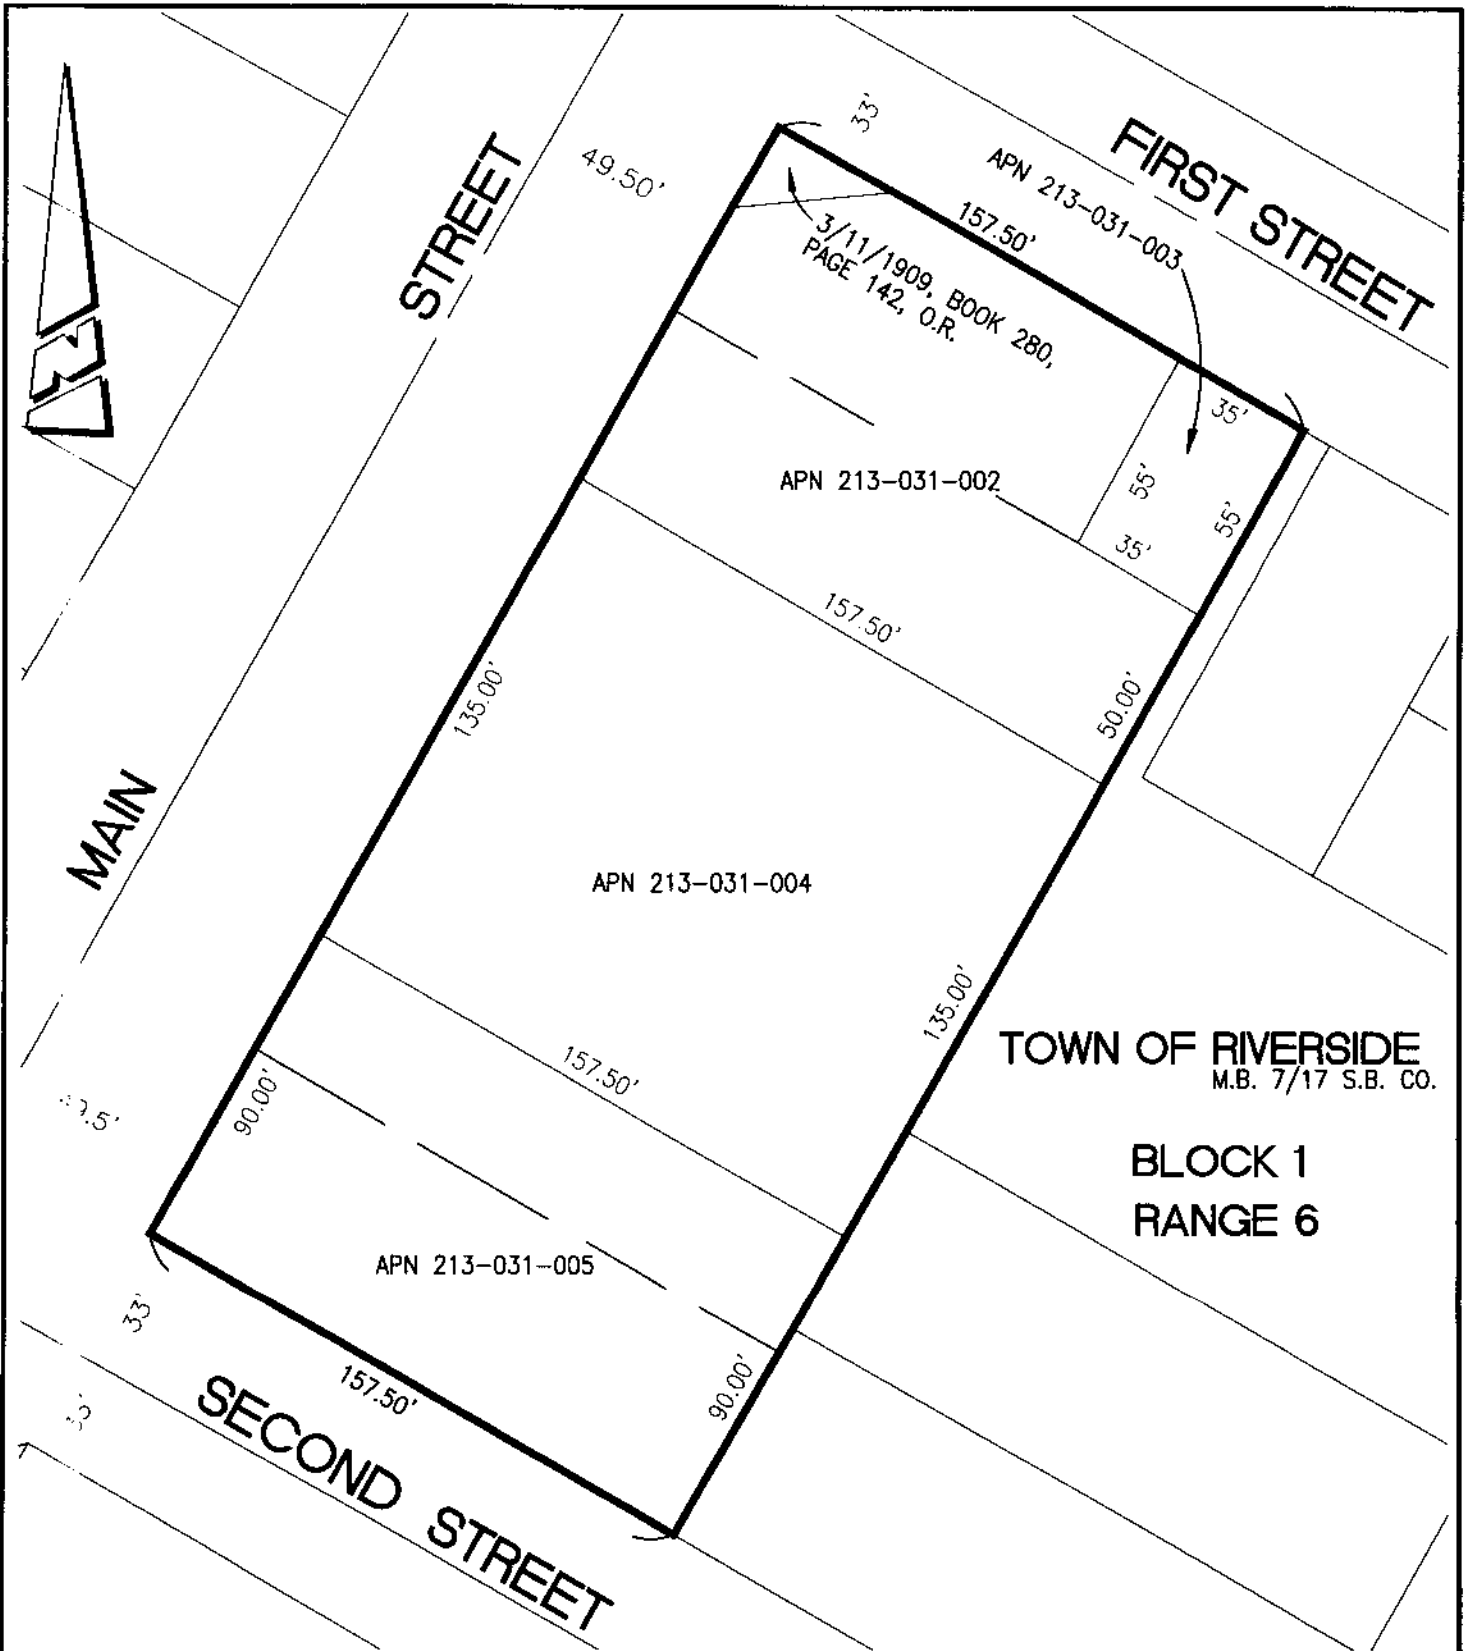 FIRST STREET
33'
APN 213-031-003
49.50'
157.50'
STREET
3/11/1909, BOOK 280,
PAGE 142, O.R.
N
35'
55'
55'
APN 213-031-002
35'
157.50'
135.00'
50.00'
MAIN
APN 213-031-004
135.00'
TOWN OF RIVERSIDE
M.B. 7/17 S.B. CO.
157.50'
90.00'
BLOCK 1
RANGE 6
APN 213-031-005
33'
157.50'
90.00'
SECOND STREET